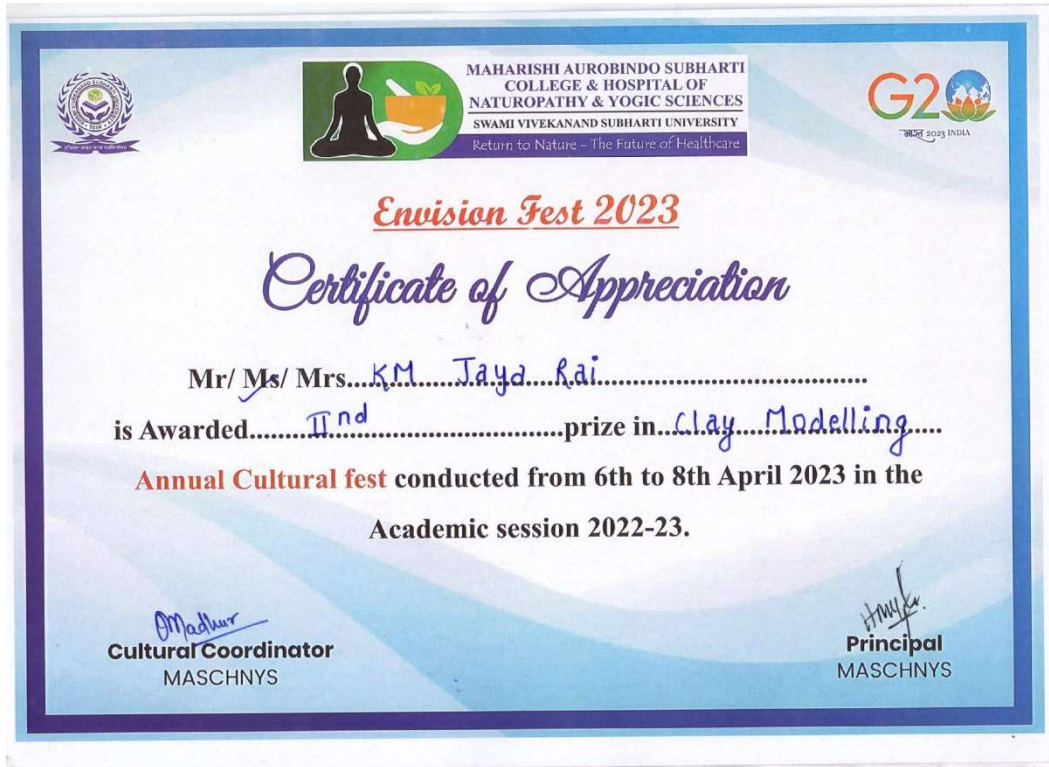 MAHARISHI AUROBINDO SUBHARTI
COLLEGE & HOSPITAL OF
NATUROPATHY & YOGIC SCIENCES
SWAMI VIVEKANAND SUBHARTI UNIVERSITY
Return to Nature - The Future of Healthcare
G20
भारत 2023 INDIA
Envision Fest 2023
Certificate of Appreciation
Mr/ Ms/ Mrs....KM Jaya Rai
is Awarded.........IInd.........prize in....Clay Modelling....
Annual Cultural fest conducted from 6th to 8th April 2023 in the
Academic session 2022-23.
Madhur
Cultural Coordinator
MASCHNYS
Principal
MASCHNYS